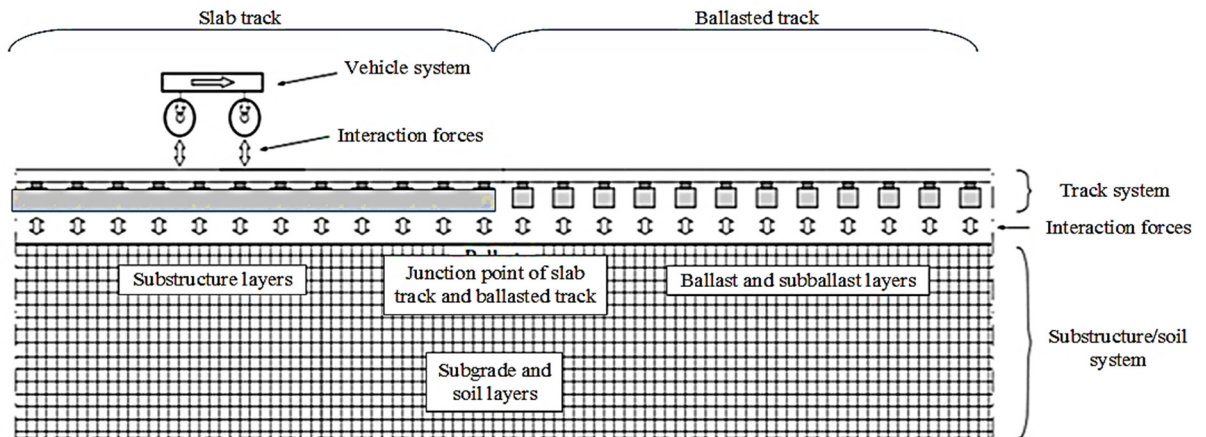 Slab track
Ballasted track
Vehicle system
Interaction forces
Track system
Interaction forces
Substructure layers
Junction point of slab
track and ballasted track
Ballast and subballast layers
Substructure/soil
system
Subgrade and
soil layers